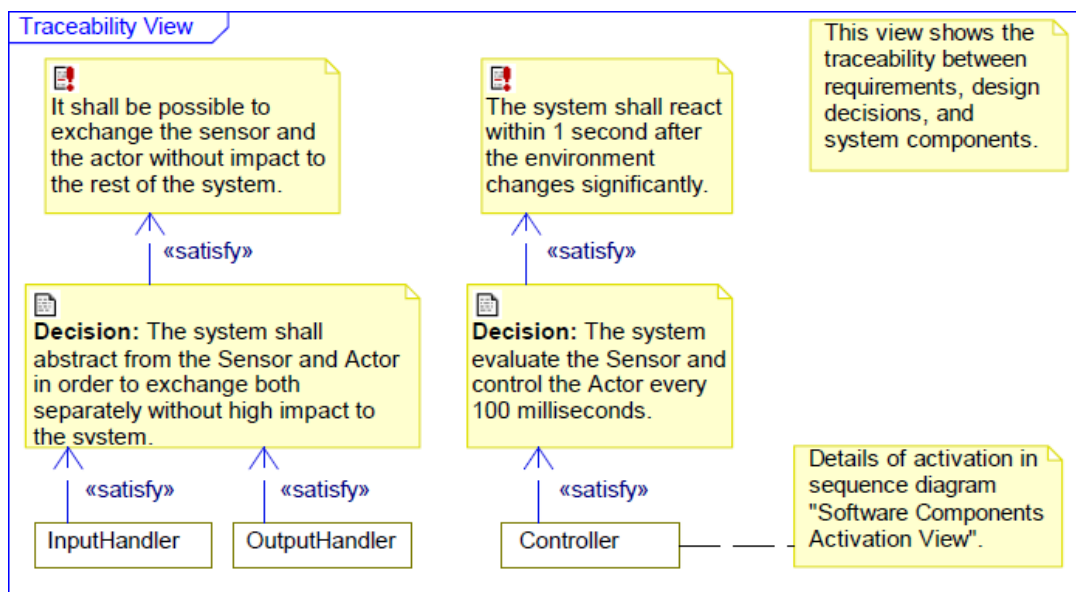 Traceability View
It shall be possible to
exchange the sensor and
the actor without impact to
the rest of the system.
The system shall react
within 1 second after
the environment
changes significantly.
This view shows the
traceability between
requirements, design
decisions, and
system components.
«satisfy»
«satisfy»
Decision: The system shall
abstract from the Sensor and Actor
in order to exchange both
separately without high impact to
the system.
Decision: The system
evaluate the Sensor and
control the Actor every
100 milliseconds.
«satisfy»
«satisfy»
«satisfy»
InputHandler
OutputHandler
Controller
Details of activation in
sequence diagram
"Software Components
Activation View".